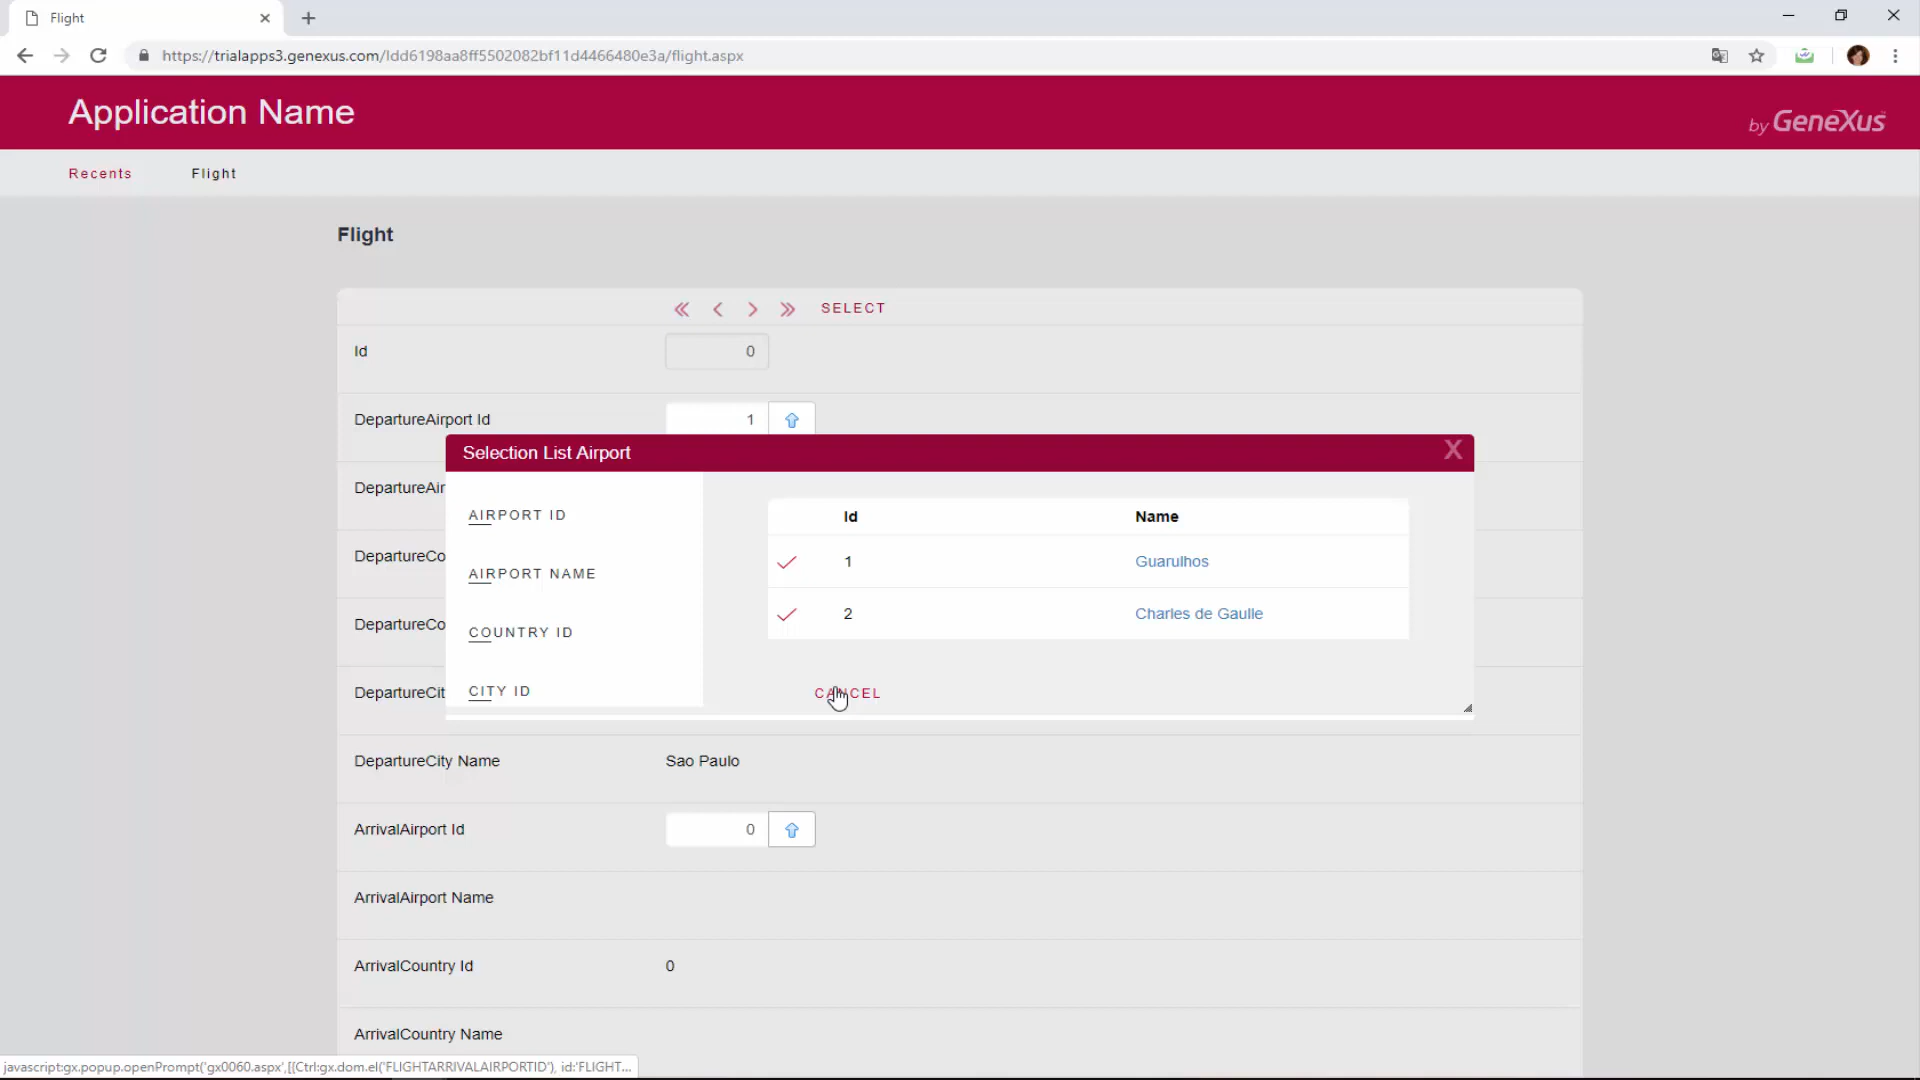 Flight
https://trialapps3.genexus.com/Idd6198aa8ff5502082bf11d4466480e3a/flight.aspx
Application Name
by GeneXus
Recents
Flight
Flight
SELECT
Id
0
DepartureAirport Id
1
Selection List Airport
X
DepartureAir
AIRPORT ID
Id
Name
DepartureCo
AIRPORT NAME
1
Guarulhos
DepartureCo
COUNTRY ID
2
Charles de Gaulle
DepartureCit
CITY ID
CANCEL
DepartureCity Name
Sao Paulo
ArrivalAirport Id
0
ArrivalAirport Name
ArrivalCountry Id
0
ArrivalCountry Name
javascript:gx.popup.openPrompt('gx0060.aspx',[[Ctrl:gx.dom.el('FLIGHTARRIVALAIRPORTID'), id:'FLIGHT...